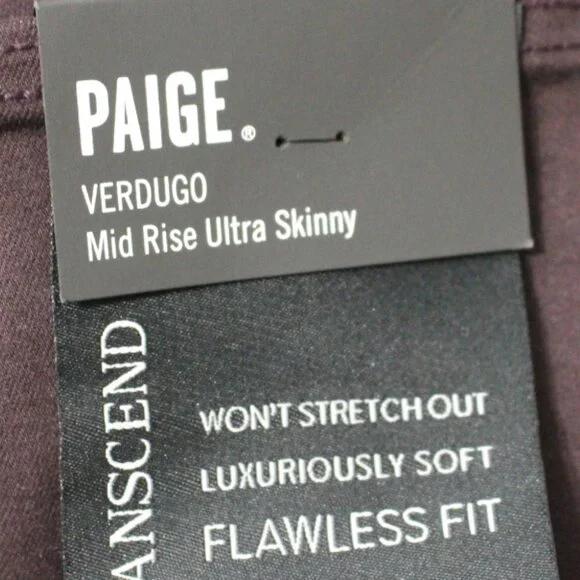 PAIGE®
VERDUGO
Mid Rise Ultra Skinny
ANSCEND
WON'T STRETCH OUT
LUXURIOUSLY SOFT
FLAWLESS FIT